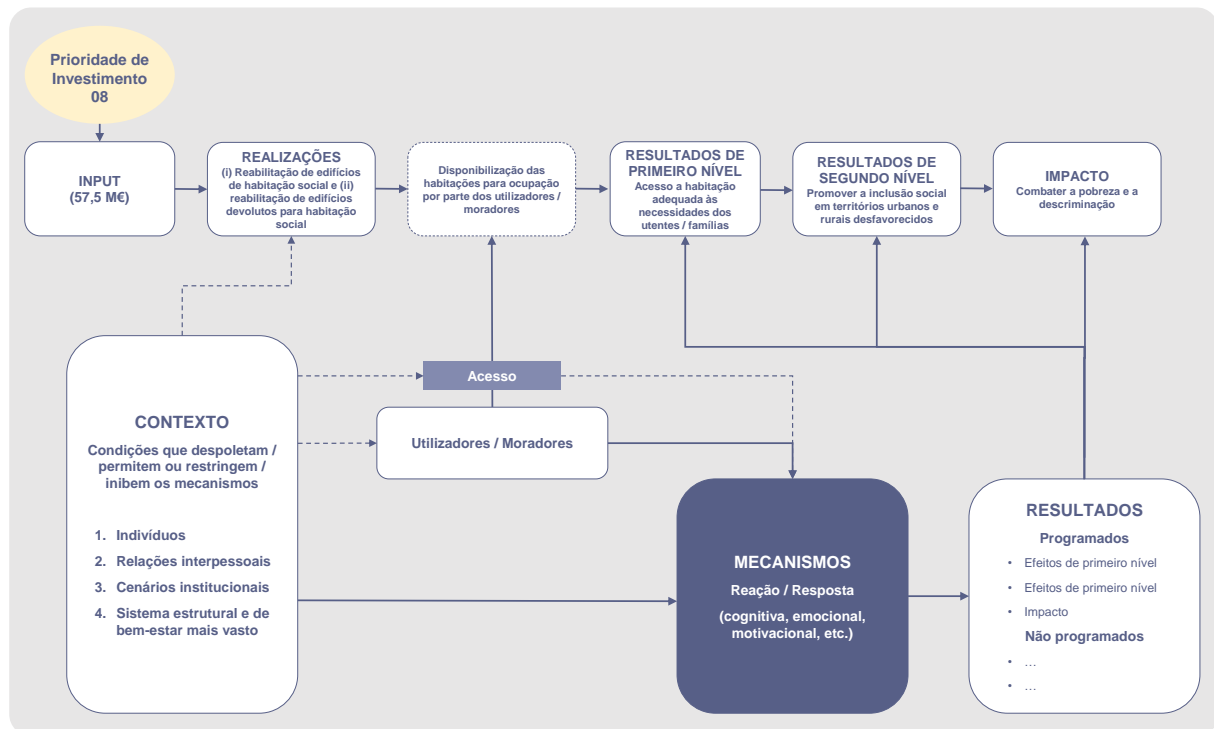 Prioridade de
Investimento
08
INPUT
(57,5 M€)
REALIZAÇÕES
(i) Reabilitação de edifícios
de habitação social e (ii)
reabilitação de edifícios
devolutos para habitação
social
Disponibilização das
habitações para ocupação
por parte dos utilizadores /
moradores
RESULTADOS DE
PRIMEIRO NÍVEL
Acesso a habitação
adequada às
necessidades dos
utentes / famílias
RESULTADOS DE
SEGUNDO NÍVEL
Promover a inclusão social
em territórios urbanos e
rurais desfavorecidos
IMPACTO
Combater a pobreza e a
descriminação
Acesso
Utilizadores / Moradores
CONTEXTO
Condições que despoletam /
permitem ou restringem /
inibem os mecanismos
1. Indivíduos
2. Relações interpessoais
3. Cenários institucionais
4. Sistema estrutural e de
bem-estar mais vasto
MECANISMOS
Reação / Resposta
(cognitiva, emocional,
motivacional, etc.)
RESULTADOS
Programados
• Efeitos de primeiro nível
• Efeitos de primeiro nível
• Impacto
Não programados
• …
• …